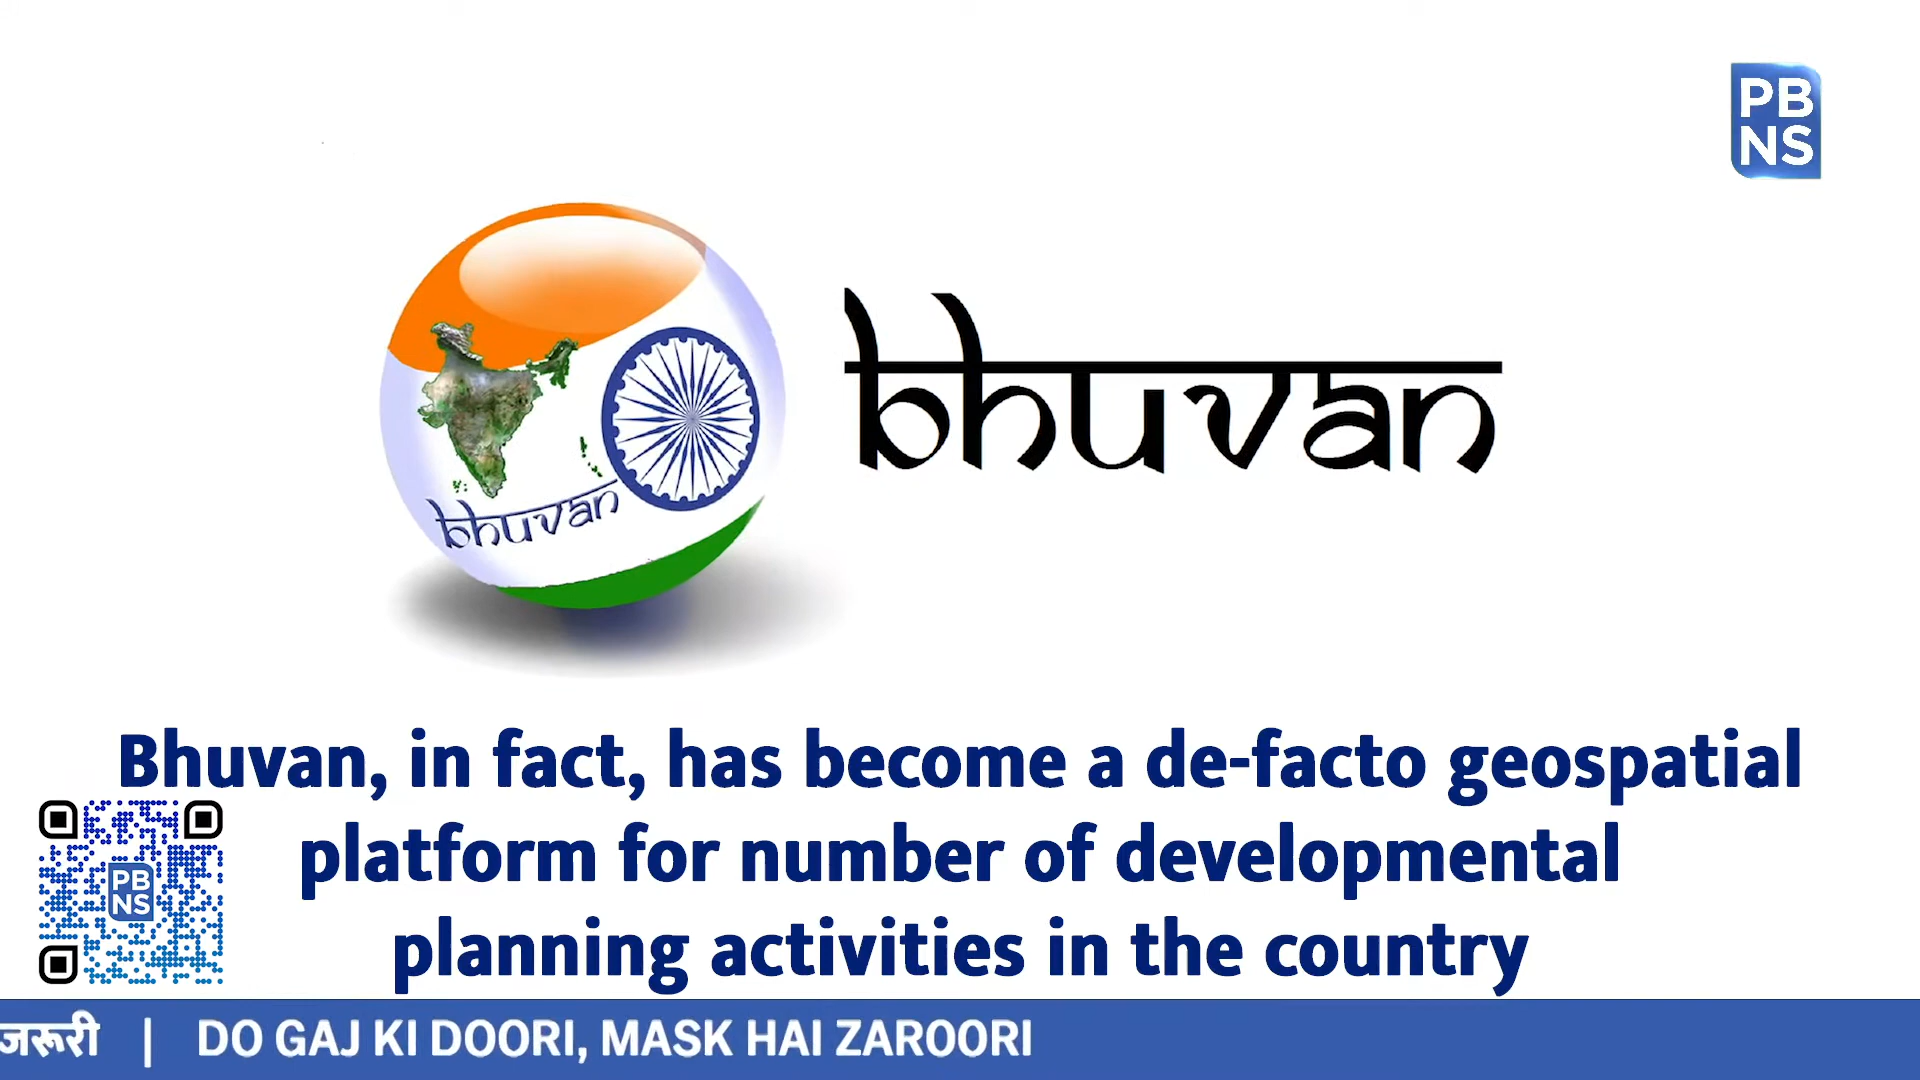 PB
NS
bhuvan
bhuvan
Bhuvan, in fact, has become a de-facto geospatial
platform for number of developmental
planning activities in the country
PB
NS
जरूरी | DO GAJ KI DOORI, MASK HAI ZAROORI